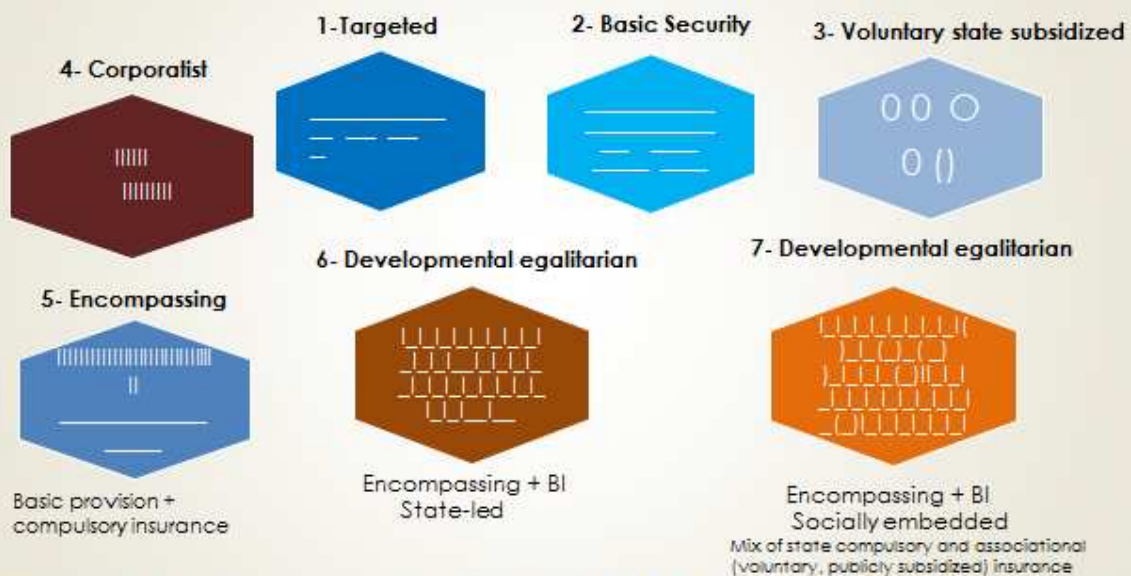 1-Targeted
2- Basic Security
3- Voluntary state subsidized
4- Corporatist
5- Encompassing
Basic provision +
compulsory insurance
6- Developmental egalitarian
Encompassing + BI
State-led
7- Developmental egalitarian
Encompassing + BI
Socially embedded
Mix of state compulsory and associational
(voluntary, publicly subsidized) insurance